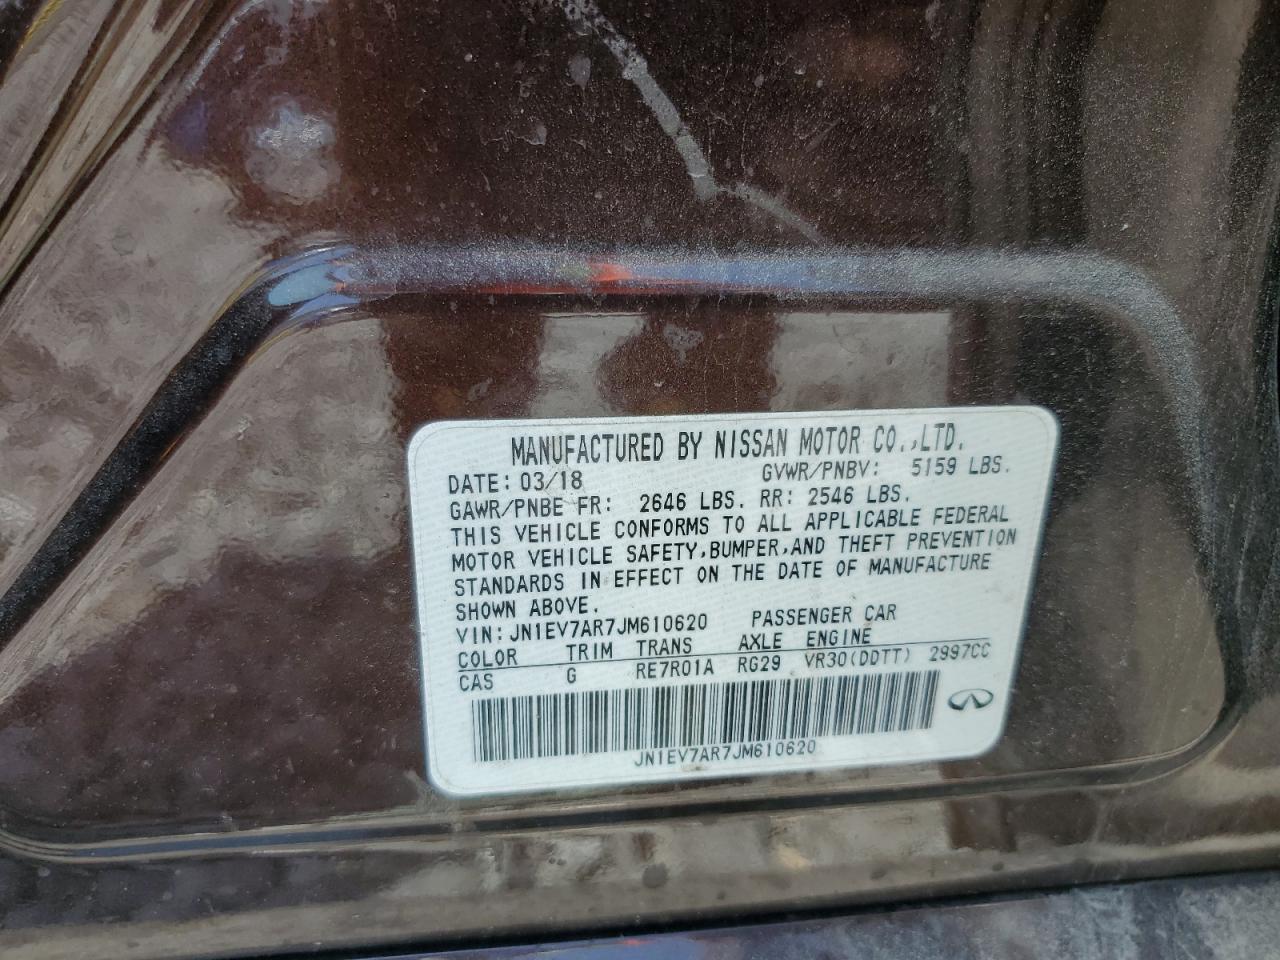 MANUFACTURED BY NISSAN MOTOR CO.,LTD.
DATE: 03/18 GVWR/PNBV: 5159 LBS.
GAWR/PNBE FR: 2646 LBS. RR: 2546 LBS.
THIS VEHICLE CONFORMS TO ALL APPLICABLE FEDERAL
MOTOR VEHICLE SAFETY,BUMPER,AND THEFT PREVENTION
STANDARDS IN EFFECT ON THE DATE OF MANUFACTURE
SHOWN ABOVE.
VIN: JN1EV7AR7JM610620 PASSENGER CAR
COLOR TRIM TRANS AXLE ENGINE
CAS G RE7R01A RG29 VR30(DDTT) 2997CC
JN1EV7AR7JM610620